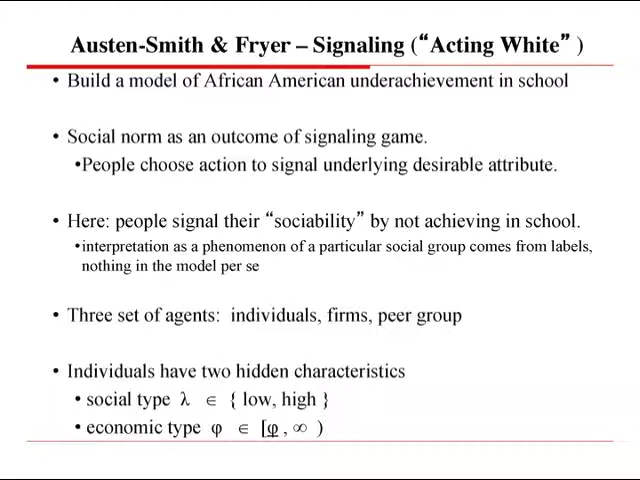 Austen-Smith & Fryer – Signaling (“Acting White” )
• Build a model of African American underachievement in school
• Social norm as an outcome of signaling game.
•People choose action to signal underlying desirable attribute.
• Here: people signal their “sociability” by not achieving in school.
•interpretation as a phenomenon of a particular social group comes from labels,
nothing in the model per se
• Three set of agents: individuals, firms, peer group
• Individuals have two hidden characteristics
• social type λ ∈ { low, high }
• economic type φ ∈ [φ̲ , ∞ )